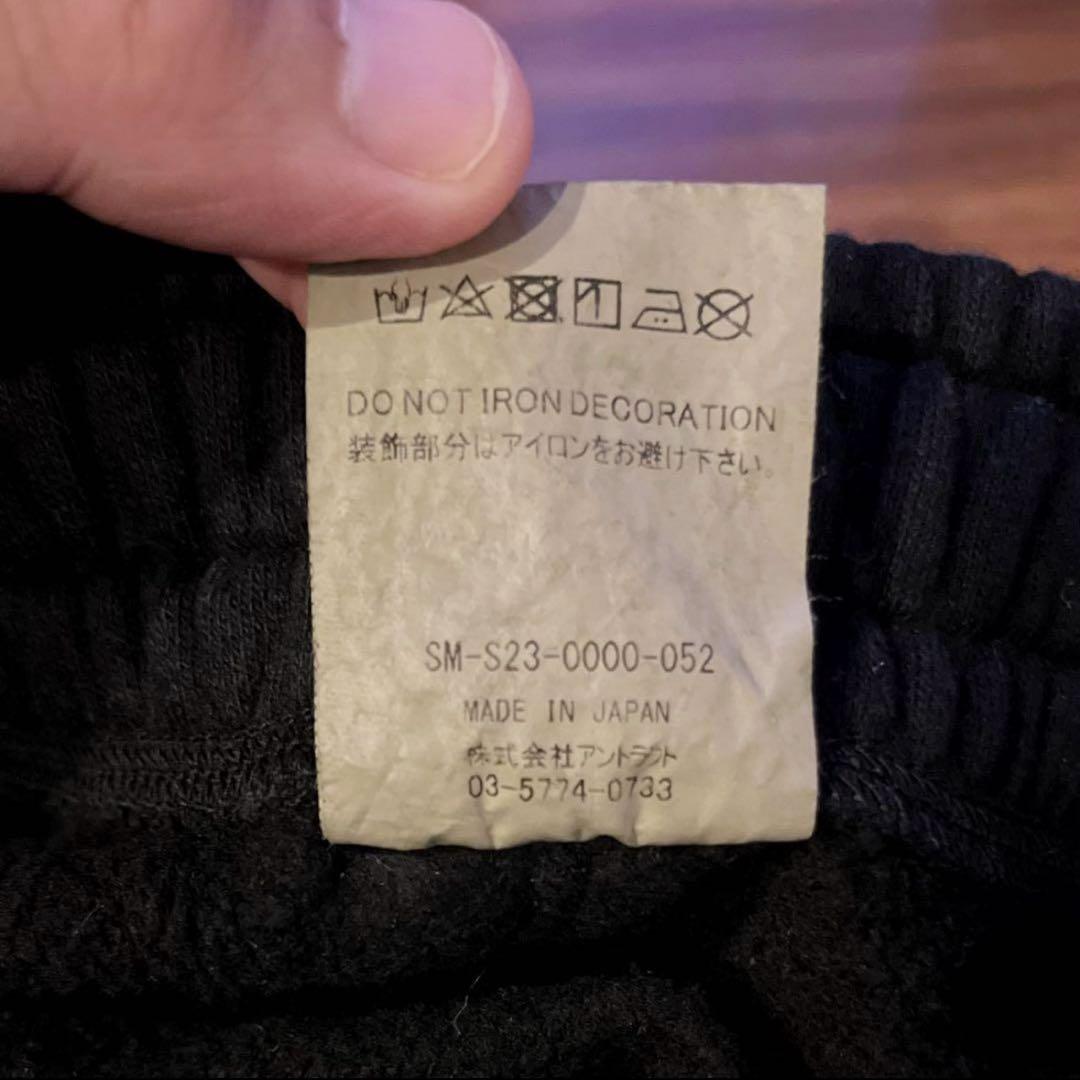 DO NOT IRON DECORATION
装飾部分はアイロンをお避け下さい。
SM-S23-0000-052
MADE IN JAPAN
株式会社アントラクト
03-5774-0733